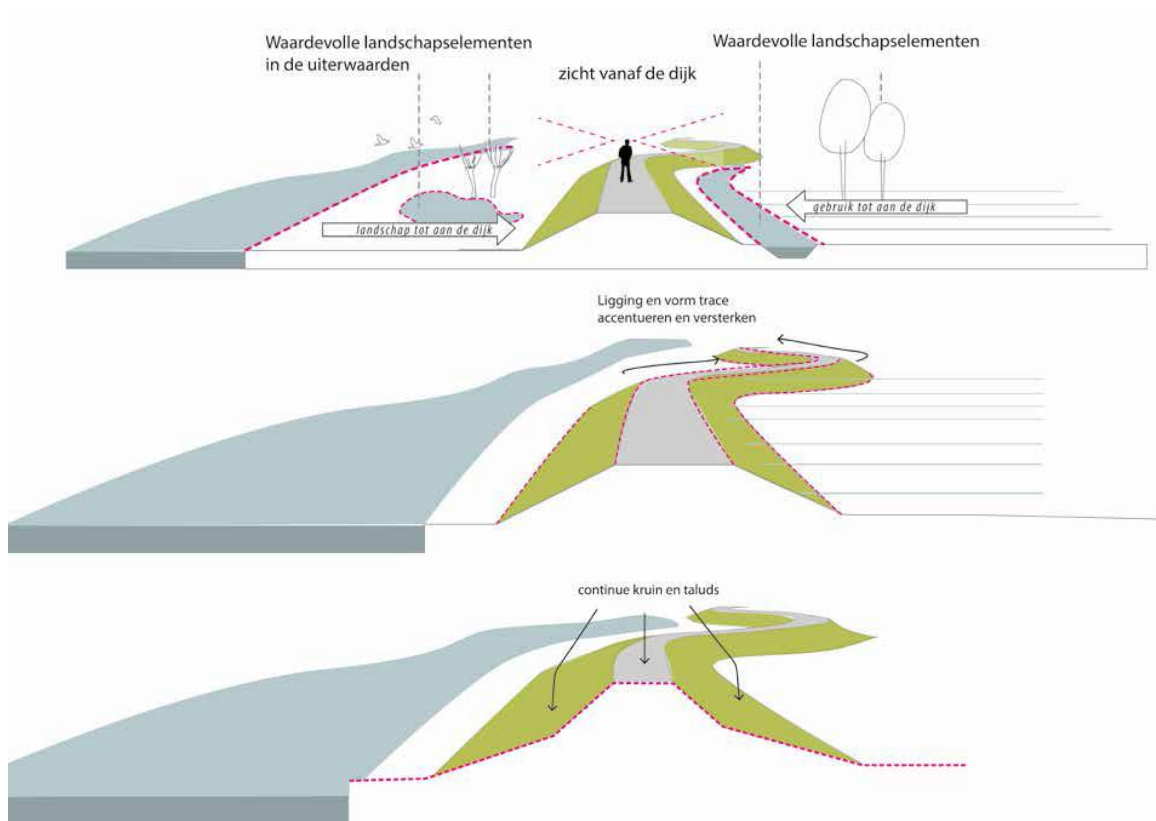 Waardevolle landschapselementen
in de uiterwaarden
zicht vanaf de dijk
Waardevolle landschapselementen
landschap tot aan de dijk
gebruik tot aan de dijk
Ligging en vorm trace
accentueren en versterken
continue kruin en taluds